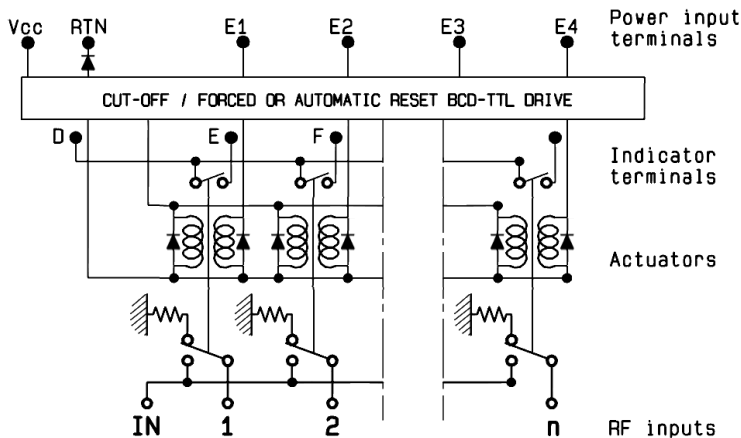 Power input
terminals
Vcc RTN E1 E2 E3 E4
CUT-OFF / FORCED OR AUTOMATIC RESET BCD-TTL DRIVE
D E F
Indicator
terminals
Actuators
IN 1 2 n RF inputs